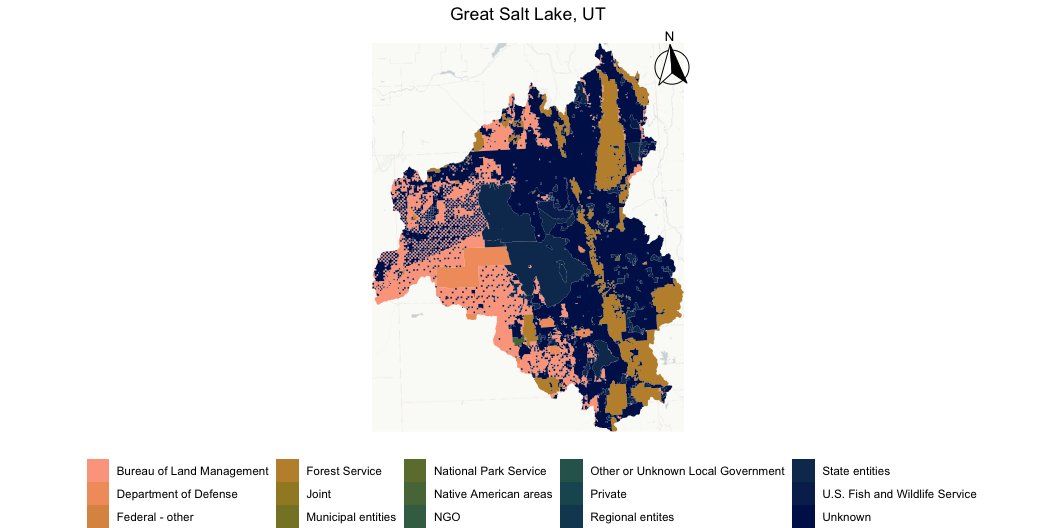 Great Salt Lake, UT
N
Bureau of Land Management
Forest Service
National Park Service
Other or Unknown Local Government
State entities
Department of Defense
Joint
Native American areas
Private
U.S. Fish and Wildlife Service
Federal - other
Municipal entities
NGO
Regional entites
Unknown